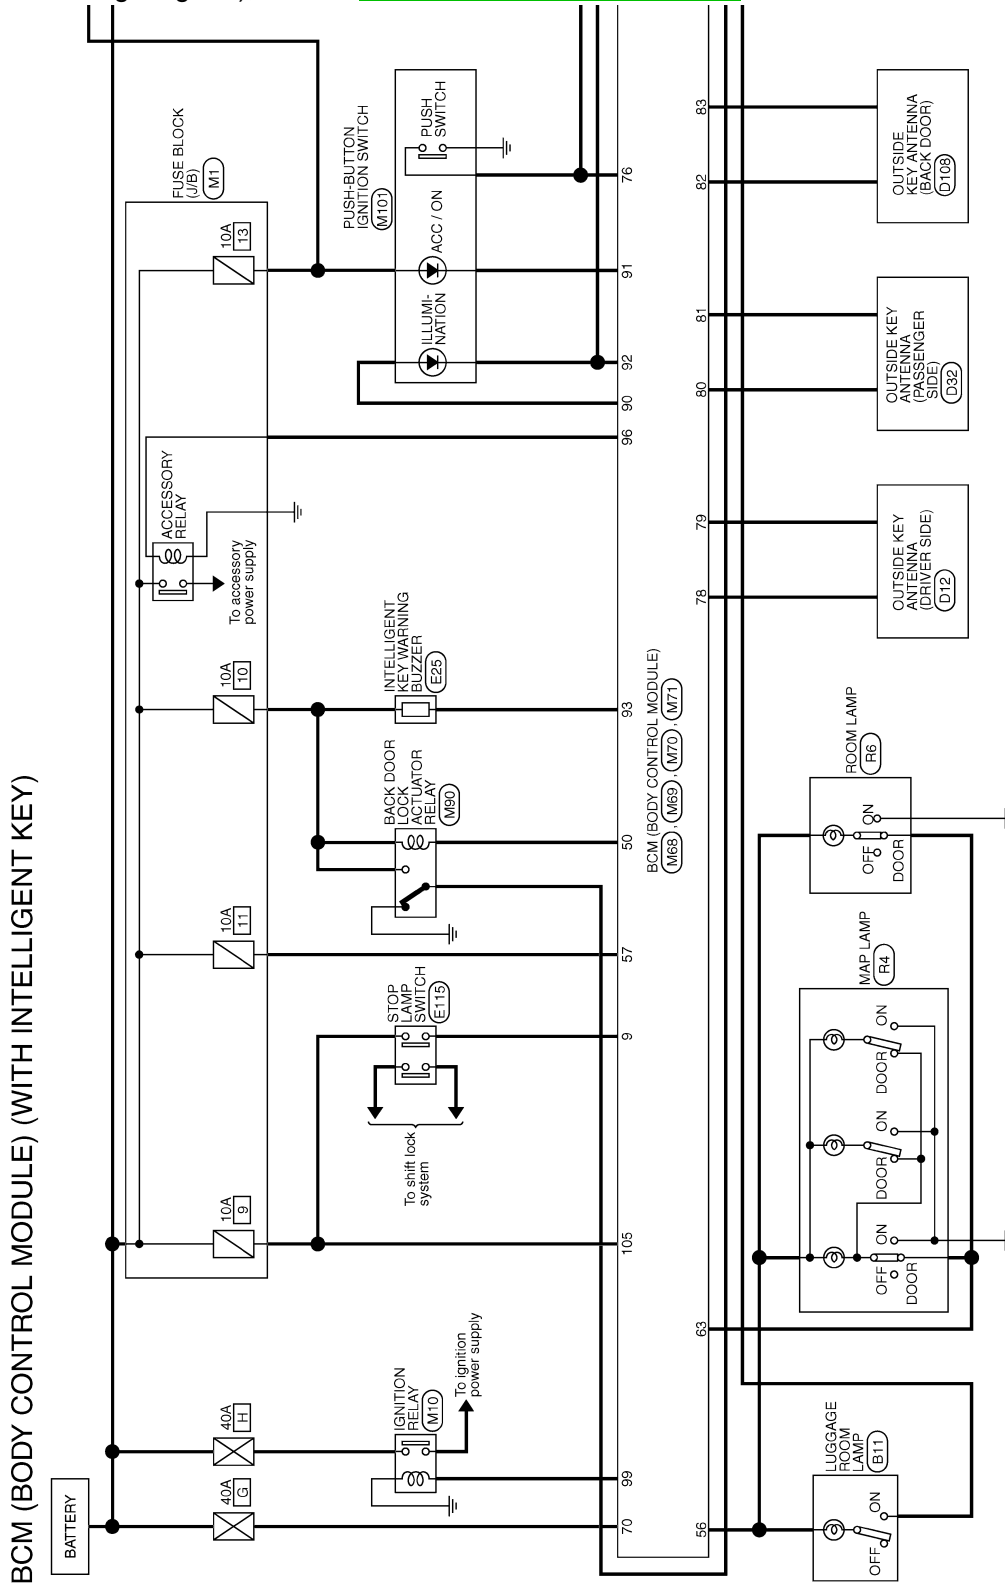 BCM (BODY CONTROL MODULE) (WITH INTELLIGENT KEY)
BATTERY
40A
G
40A
H
10A
9
10A
11
10A
10
10A
13
FUSE BLOCK
(J/B)
M1
ACCESSORY
RELAY
To accessory
power supply
IGNITION
RELAY
M10
To ignition
power supply
STOP
LAMP
SWITCH
E115
To shift lock
system
BACK DOOR
LOCK
ACTUATOR
RELAY
M90
INTELLIGENT
KEY WARNING
BUZZER
E25
PUSH-BUTTON
IGNITION SWITCH
M101
ILLUMI-
NATION
ACC / ON
PUSH
SWITCH
70
99
105
9
57
50
93
96
90
92
91
76
BCM (BODY CONTROL MODULE)
M68 , M69 , M70 , M71
56
63
78
79
80
81
82
83
LUGGAGE
ROOM
LAMP
B11
OFF
ON
MAP LAMP
R4
OFF
ON
DOOR
DOOR
ON
DOOR
ON
ROOM LAMP
R6
OFF
ON
DOOR
OUTSIDE KEY
ANTENNA
(DRIVER SIDE)
D12
OUTSIDE KEY
ANTENNA
(PASSENGER
SIDE)
D32
OUTSIDE
KEY ANTENNA
(BACK DOOR)
D108